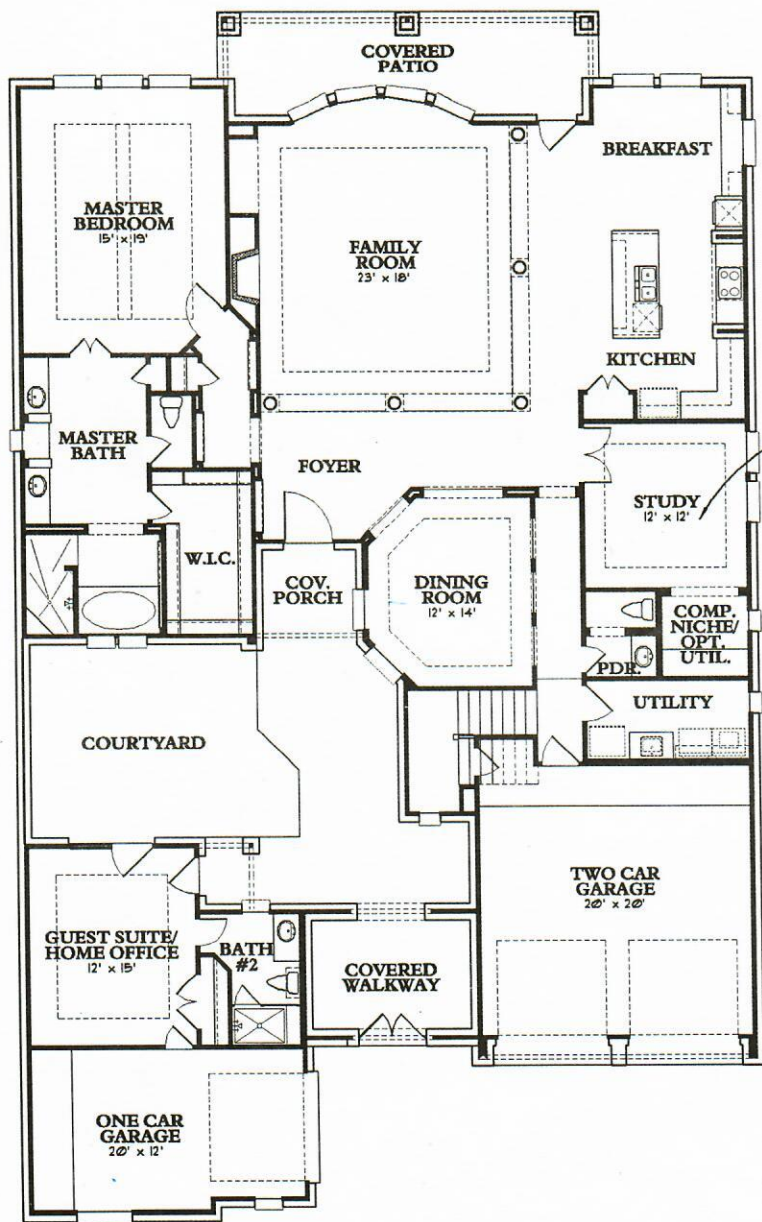 COVERED
PATIO
BREAKFAST
MASTER
BEDROOM
15' x 19'
FAMILY
ROOM
23' x 18'
KITCHEN
MASTER
BATH
FOYER
STUDY
12' x 12'
W.I.C.
COV.
PORCH
DINING
ROOM
12' x 14'
COMP.
NICHE/
OPT.
UTIL.
PDR.
UTILITY
COURTYARD
TWO CAR
GARAGE
20' x 20'
GUEST SUITE/
HOME OFFICE
12' x 15'
BATH
#2
COVERED
WALKWAY
ONE CAR
GARAGE
20' x 12'